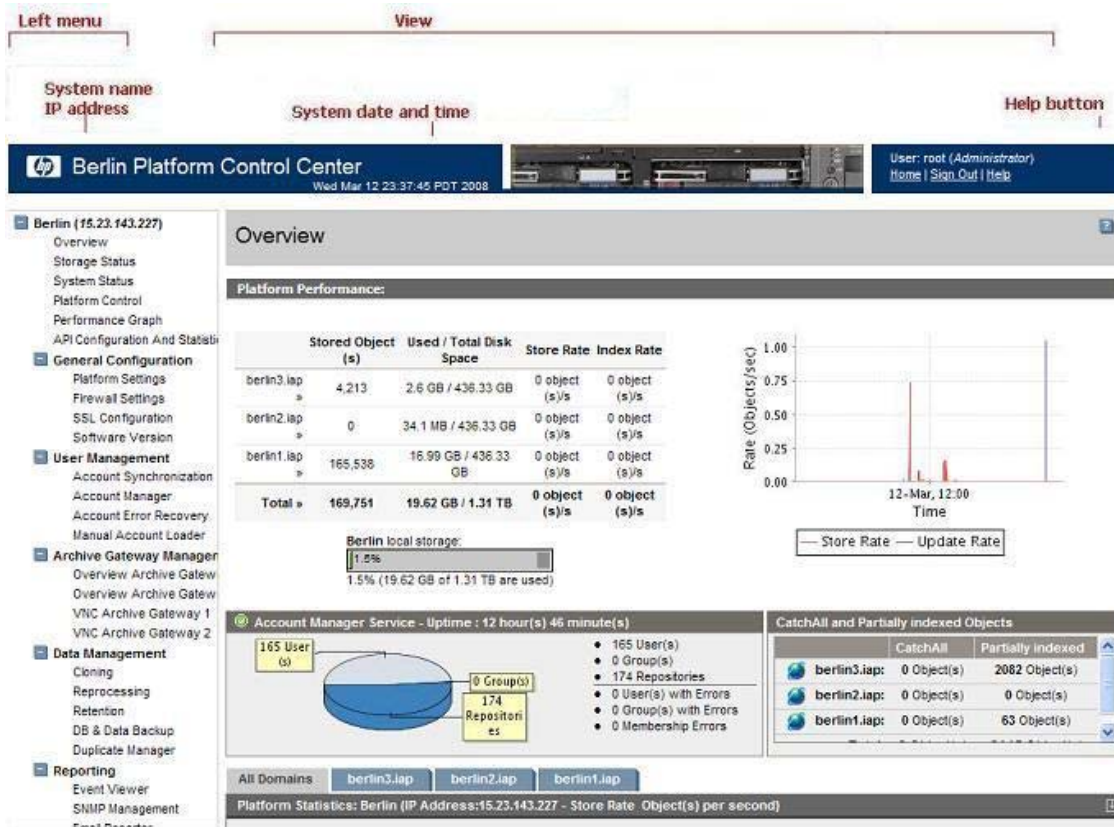 Left menu
View
System name
IP address
System date and time
Help button
hp
Berlin Platform Control Center
Wed Mar 12 23:37:45 PDT 2008
User: root (Administrator)
Home | Sign Out | Help
Berlin (15.23.143.227)
Overview
Storage Status
System Status
Platform Control
Performance Graph
API Configuration And Statisti
General Configuration
Platform Settings
Firewall Settings
SSL Configuration
Software Version
User Management
Account Synchronization
Account Manager
Account Error Recovery
Manual Account Loader
Archive Gateway Manager
Overview Archive Gatew
Overview Archive Gatew
VNC Archive Gateway 1
VNC Archive Gateway 2
Data Management
Cloning
Reprocessing
Retention
DB & Data Backup
Duplicate Manager
Reporting
Event Viewer
SNMP Management
Email Reporter
Overview
?
Platform Performance:
Stored Object (s) Used / Total Disk Space Store Rate Index Rate
berlin3.iap » 4,213 2.6 GB / 436.33 GB 0 object (s)/s 0 object (s)/s
berlin2.iap » 0 34.1 MB / 436.33 GB 0 object (s)/s 0 object (s)/s
berlin1.iap » 165,538 16.99 GB / 436.33 GB 0 object (s)/s 0 object (s)/s
Total » 169,751 19.62 GB / 1.31 TB 0 object (s)/s 0 object (s)/s
Berlin local storage:
1.5%
1.5% (19.62 GB of 1.31 TB are used)
Rate (Objects/sec)
1.00
0.75
0.50
0.25
0.00
12-Mar, 12:00
Time
Store Rate Update Rate
Account Manager Service - Uptime : 12 hour(s) 46 minute(s)
165 User (s)
0 Group(s)
174 Repositori es
165 User(s)
0 Group(s)
174 Repositories
0 User(s) with Errors
0 Group(s) with Errors
0 Membership Errors
CatchAll and Partially indexed Objects
CatchAll Partially indexed
berlin3.iap: 0 Object(s) 2082 Object(s)
berlin2.iap: 0 Object(s) 0 Object(s)
berlin1.iap: 0 Object(s) 63 Object(s)
All Domains berlin3.iap berlin2.iap berlin1.iap
Platform Statistics: Berlin (IP Address:15.23.143.227 - Store Rate Object(s) per second)